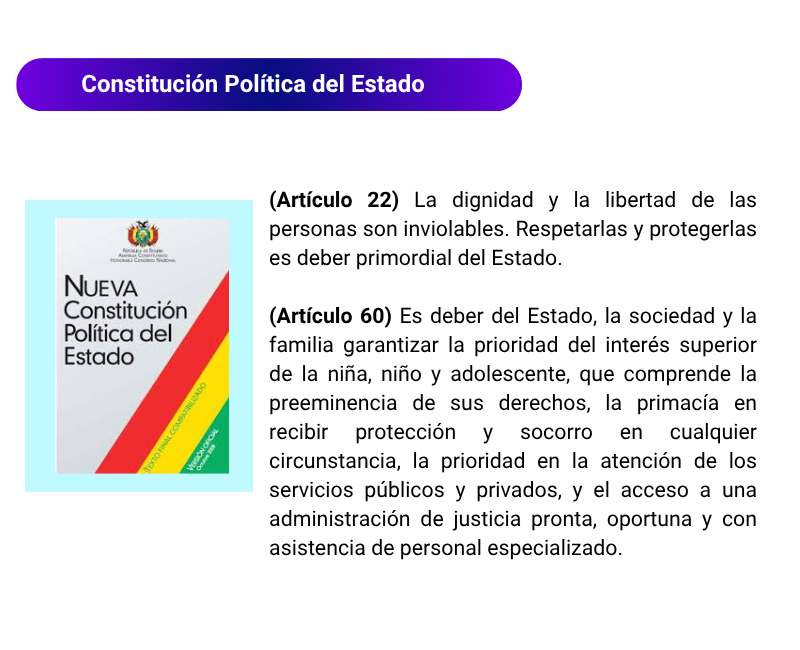 Constitución Política del Estado
REPÚBLICA DE BOLIVIA
ASAMBLEA CONSTITUYENTE
HONORABLE CONGRESO NACIONAL
NUEVA
Constitución
Política del
Estado
TEXTO FINAL COMPATIBILIZADO
VERSIÓN OFICIAL
Octubre 2008
(Artículo 22) La dignidad y la libertad de las
personas son inviolables. Respetarlas y protegerlas
es deber primordial del Estado.
(Artículo 60) Es deber del Estado, la sociedad y la
familia garantizar la prioridad del interés superior
de la niña, niño y adolescente, que comprende la
preeminencia de sus derechos, la primacía en
recibir protección y socorro en cualquier
circunstancia, la prioridad en la atención de los
servicios públicos y privados, y el acceso a una
administración de justicia pronta, oportuna y con
asistencia de personal especializado.